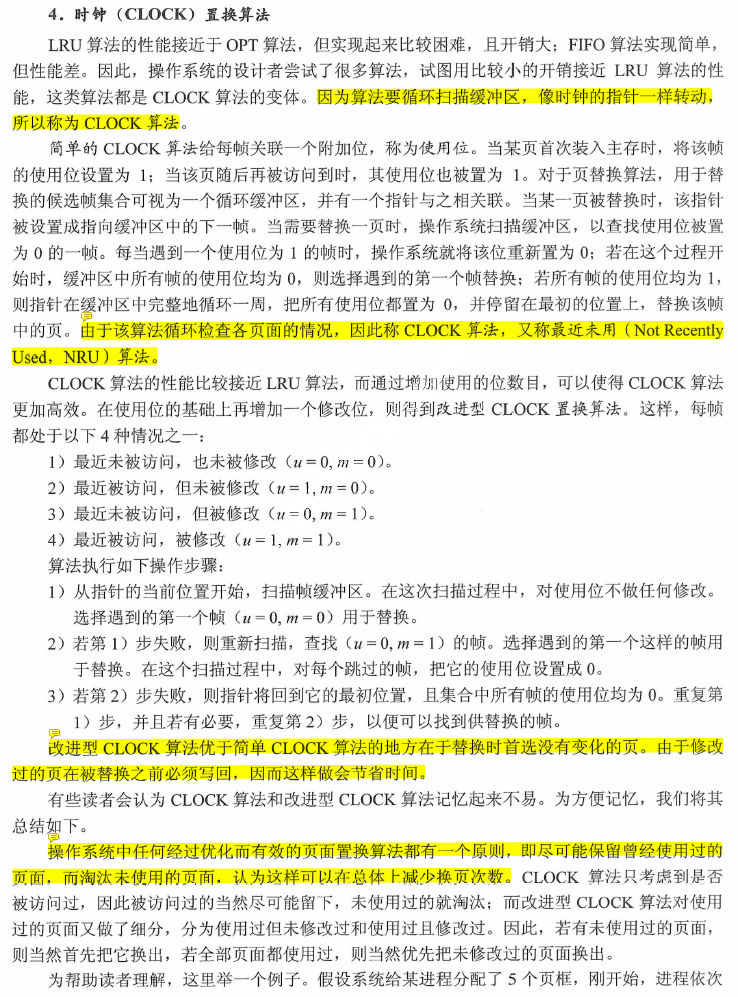 4．时钟（CLOCK）置换算法
LRU 算法的性能接近于 OPT 算法，但实现起来比较困难，且开销大；FIFO 算法实现简单，
但性能差。因此，操作系统的设计者尝试了很多算法，试图用比较小的开销接近 LRU 算法的性
能，这类算法都是 CLOCK 算法的变体。因为算法要循环扫描缓冲区，像时钟的指针一样转动，
所以称为 CLOCK 算法。
简单的 CLOCK 算法给每帧关联一个附加位，称为使用位。当某页首次装入主存时，将该帧
的使用位设置为 1；当该页随后再被访问到时，其使用位也被置为 1。对于页替换算法，用于替
换的候选帧集合可视为一个循环缓冲区，并有一个指针与之相关联。当某一页被替换时，该指针
被设置成指向缓冲区中的下一帧。当需要替换一页时，操作系统扫描缓冲区，以查找使用位被置
为 0 的一帧。每当遇到一个使用位为 1 的帧时，操作系统就将该位重新置为 0；若在这个过程开
始时，缓冲区中所有帧的使用位均为 0，则选择遇到的第一个帧替换；若所有帧的使用位均为 1，
则指针在缓冲区中完整地循环一周，把所有使用位都置为 0，并停留在最初的位置上，替换该帧
中的页。由于该算法循环检查各页面的情况，因此称 CLOCK 算法，又称最近未用（Not Recently
Used，NRU）算法。
CLOCK 算法的性能比较接近 LRU 算法，而通过增加使用的位数目，可以使得 CLOCK 算法
更加高效。在使用位的基础上再增加一个修改位，则得到改进型 CLOCK 置换算法。这样，每帧
都处于以下 4 种情况之一：
1）最近未被访问，也未被修改（u = 0, m = 0）。
2）最近被访问，但未被修改（u = 1, m = 0）。
3）最近未被访问，但被修改（u = 0, m = 1）。
4）最近被访问，被修改（u = 1, m = 1）。
算法执行如下操作步骤：
1）从指针的当前位置开始，扫描帧缓冲区。在这次扫描过程中，对使用位不做任何修改。
选择遇到的第一个帧（u = 0, m = 0）用于替换。
2）若第 1）步失败，则重新扫描，查找（u = 0, m = 1）的帧。选择遇到的第一个这样的帧用
于替换。在这个扫描过程中，对每个跳过的帧，把它的使用位设置成 0。
3）若第 2）步失败，则指针将回到它的最初位置，且集合中所有帧的使用位均为 0。重复第
1）步，并且若有必要，重复第 2）步，以便可以找到供替换的帧。
改进型 CLOCK 算法优于简单 CLOCK 算法的地方在于替换时首选没有变化的页。由于修改
过的页在被替换之前必须写回，因而这样做会节省时间。
有些读者会认为 CLOCK 算法和改进型 CLOCK 算法记忆起来不易。为方便记忆，我们将其
总结如下。
操作系统中任何经过优化而有效的页面置换算法都有一个原则，即尽可能保留曾经使用过的
页面，而淘汰未使用的页面，认为这样可以在总体上减少换页次数。CLOCK 算法只考虑到是否
被访问过，因此被访问过的当然尽可能留下，未使用过的就淘汰；而改进型 CLOCK 算法对使用
过的页面又做了细分，分为使用过但未修改过和使用过且修改过。因此，若有未使用过的页面，
则当然首先把它换出，若全部页面都使用过，则当然优先把未修改过的页面换出。
为帮助读者理解，这里举一个例子。假设系统给某进程分配了 5 个页框，刚开始，进程依次